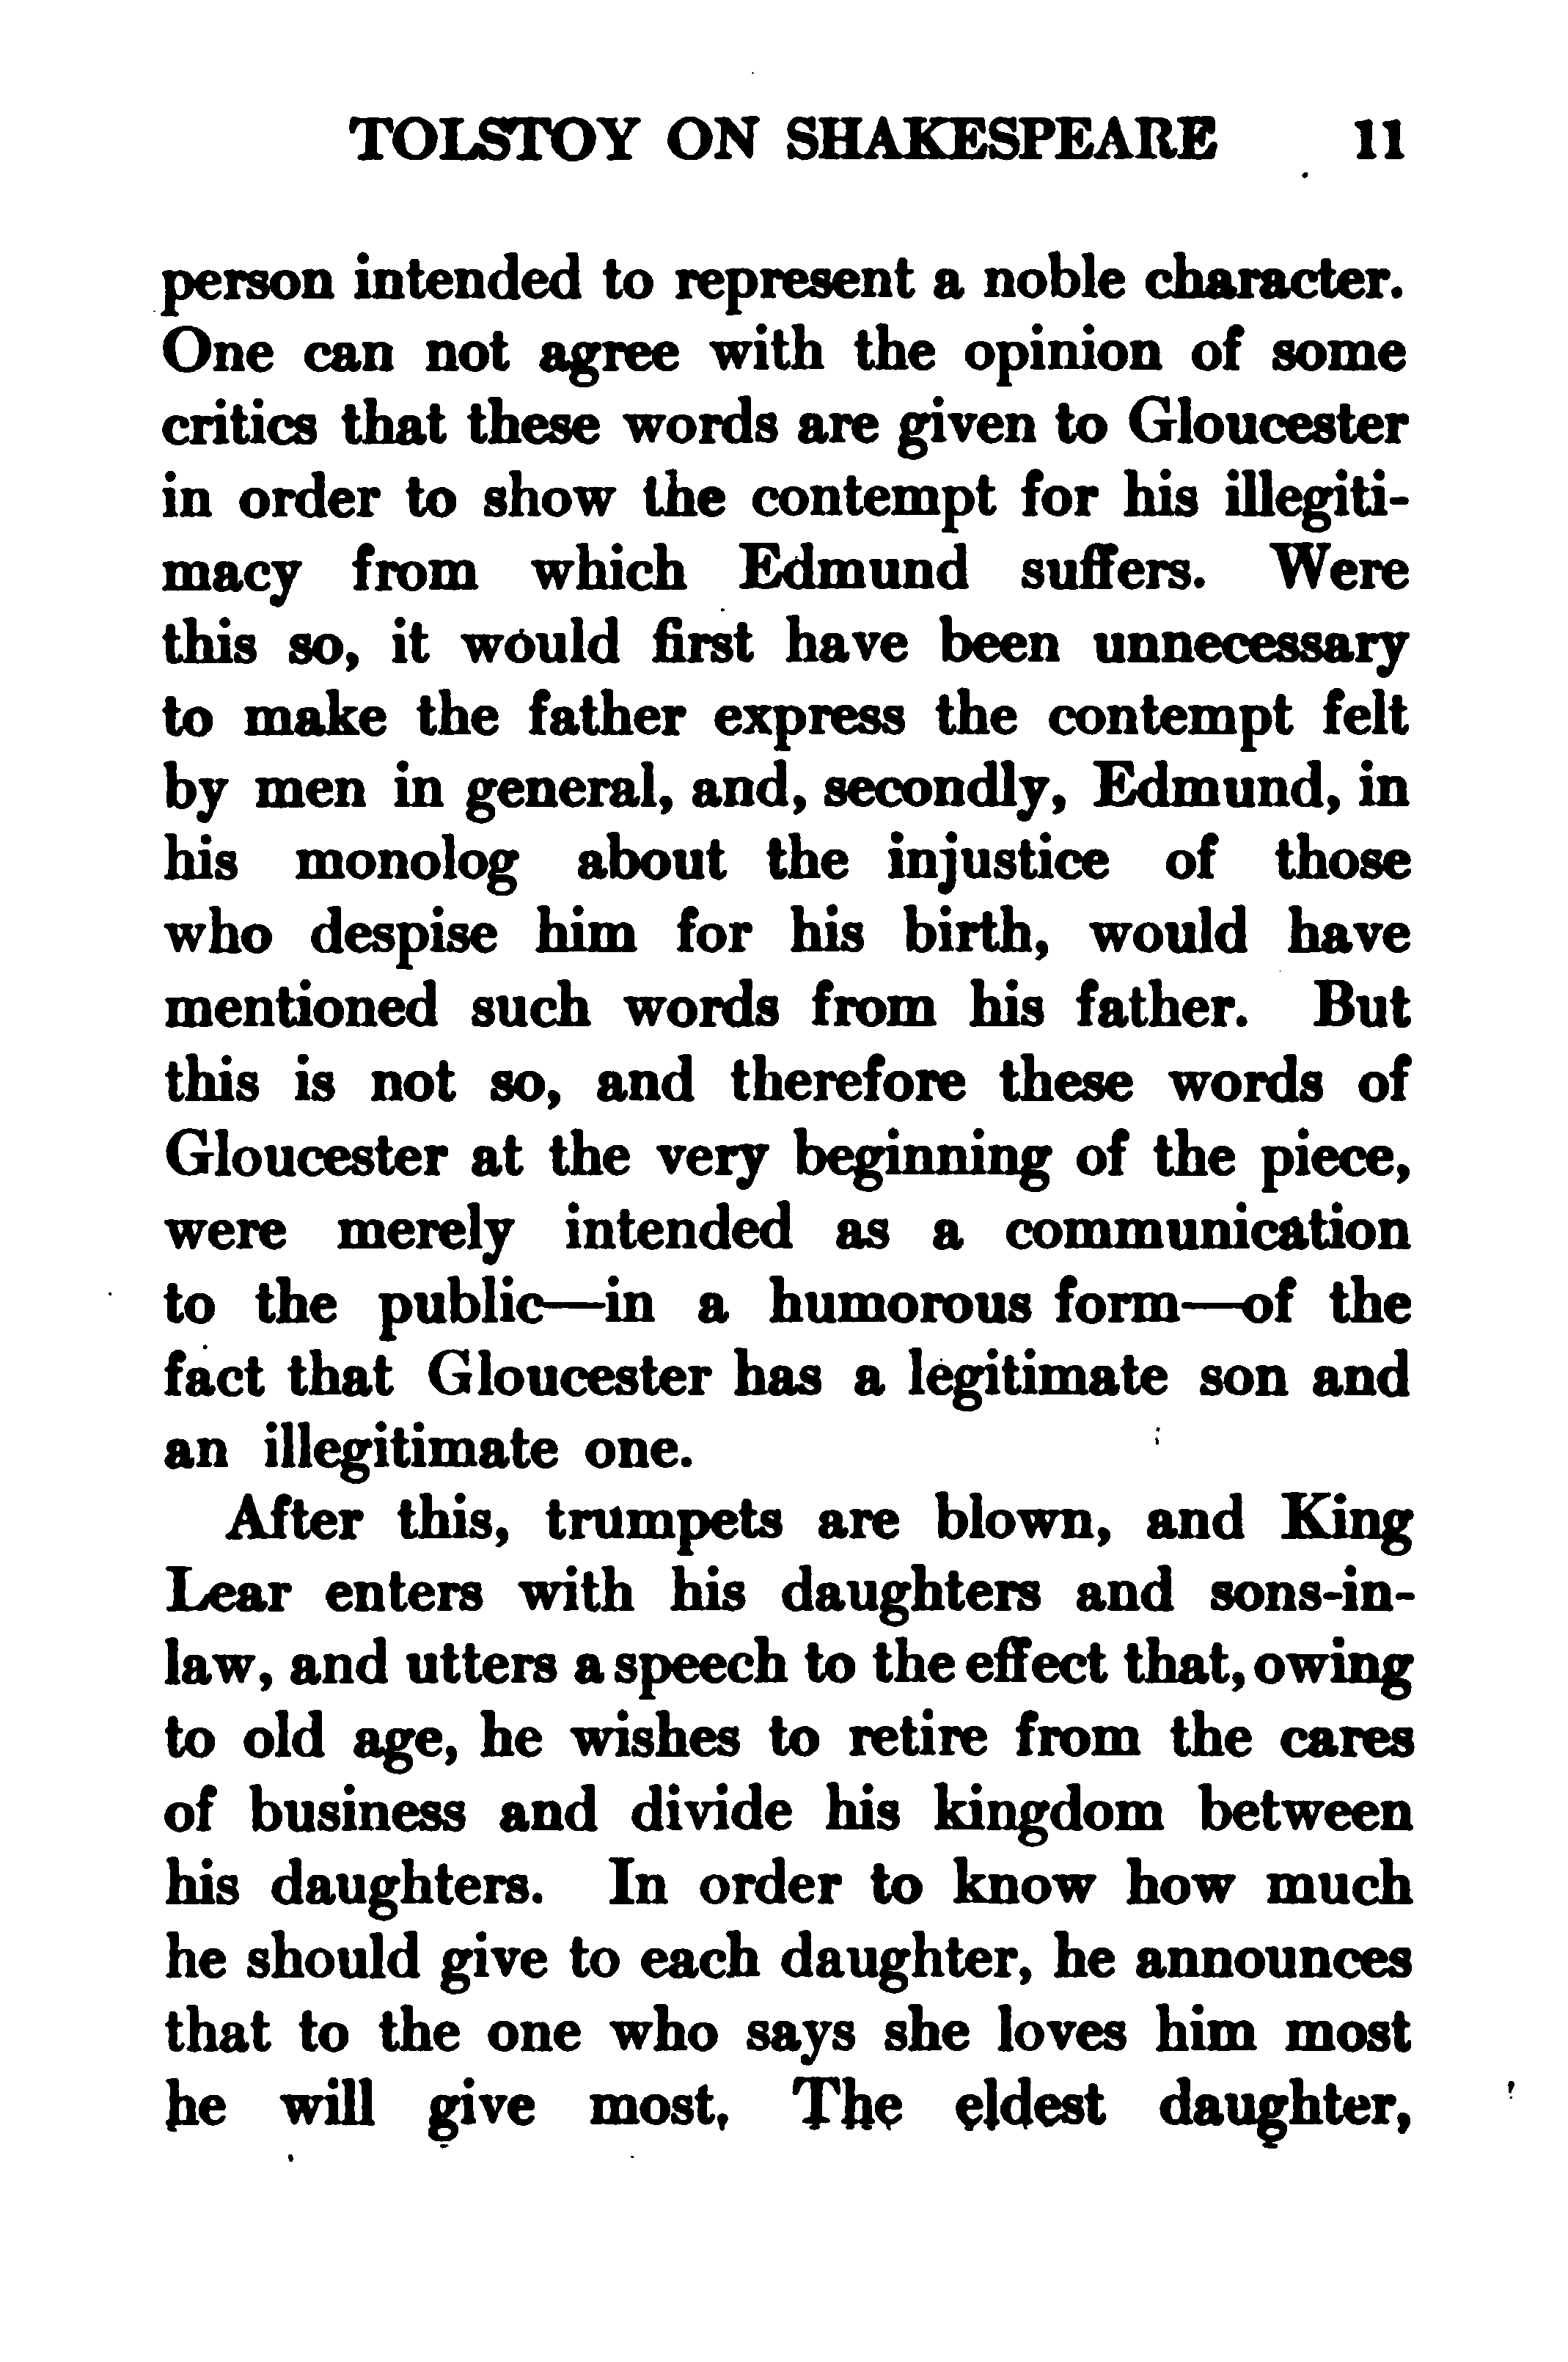 TOLSTOY ON SHAKESPEARE 11
person intended to represent a noble character.
One can not agree with the opinion of some
critics that these words are given to Gloucester
in order to show the contempt for his illegiti-
macy from which Edmund suffers. Were
this so, it would first have been unnecessary
to make the father express the contempt felt
by men in general, and, secondly, Edmund, in
his monolog about the injustice of those
who despise him for his birth, would have
mentioned such words from his father. But
this is not so, and therefore these words of
Gloucester at the very beginning of the piece,
were merely intended as a communication
to the public—in a humorous form—of the
fact that Gloucester has a legitimate son and
an illegitimate one.
After this, trumpets are blown, and King
Lear enters with his daughters and sons-in-
law, and utters a speech to the effect that, owing
to old age, he wishes to retire from the cares
of business and divide his kingdom between
his daughters. In order to know how much
he should give to each daughter, he announces
that to the one who says she loves him most
he will give most. The eldest daughter,